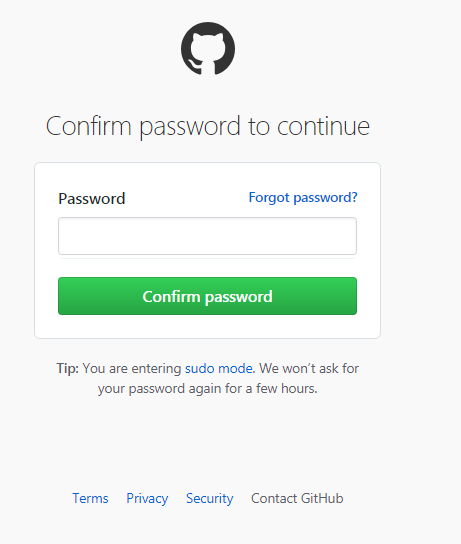 Confirm password to continue
Password Forgot password?
Confirm password
Tip: You are entering sudo mode. We won’t ask for
your password again for a few hours.
Terms Privacy Security Contact GitHub